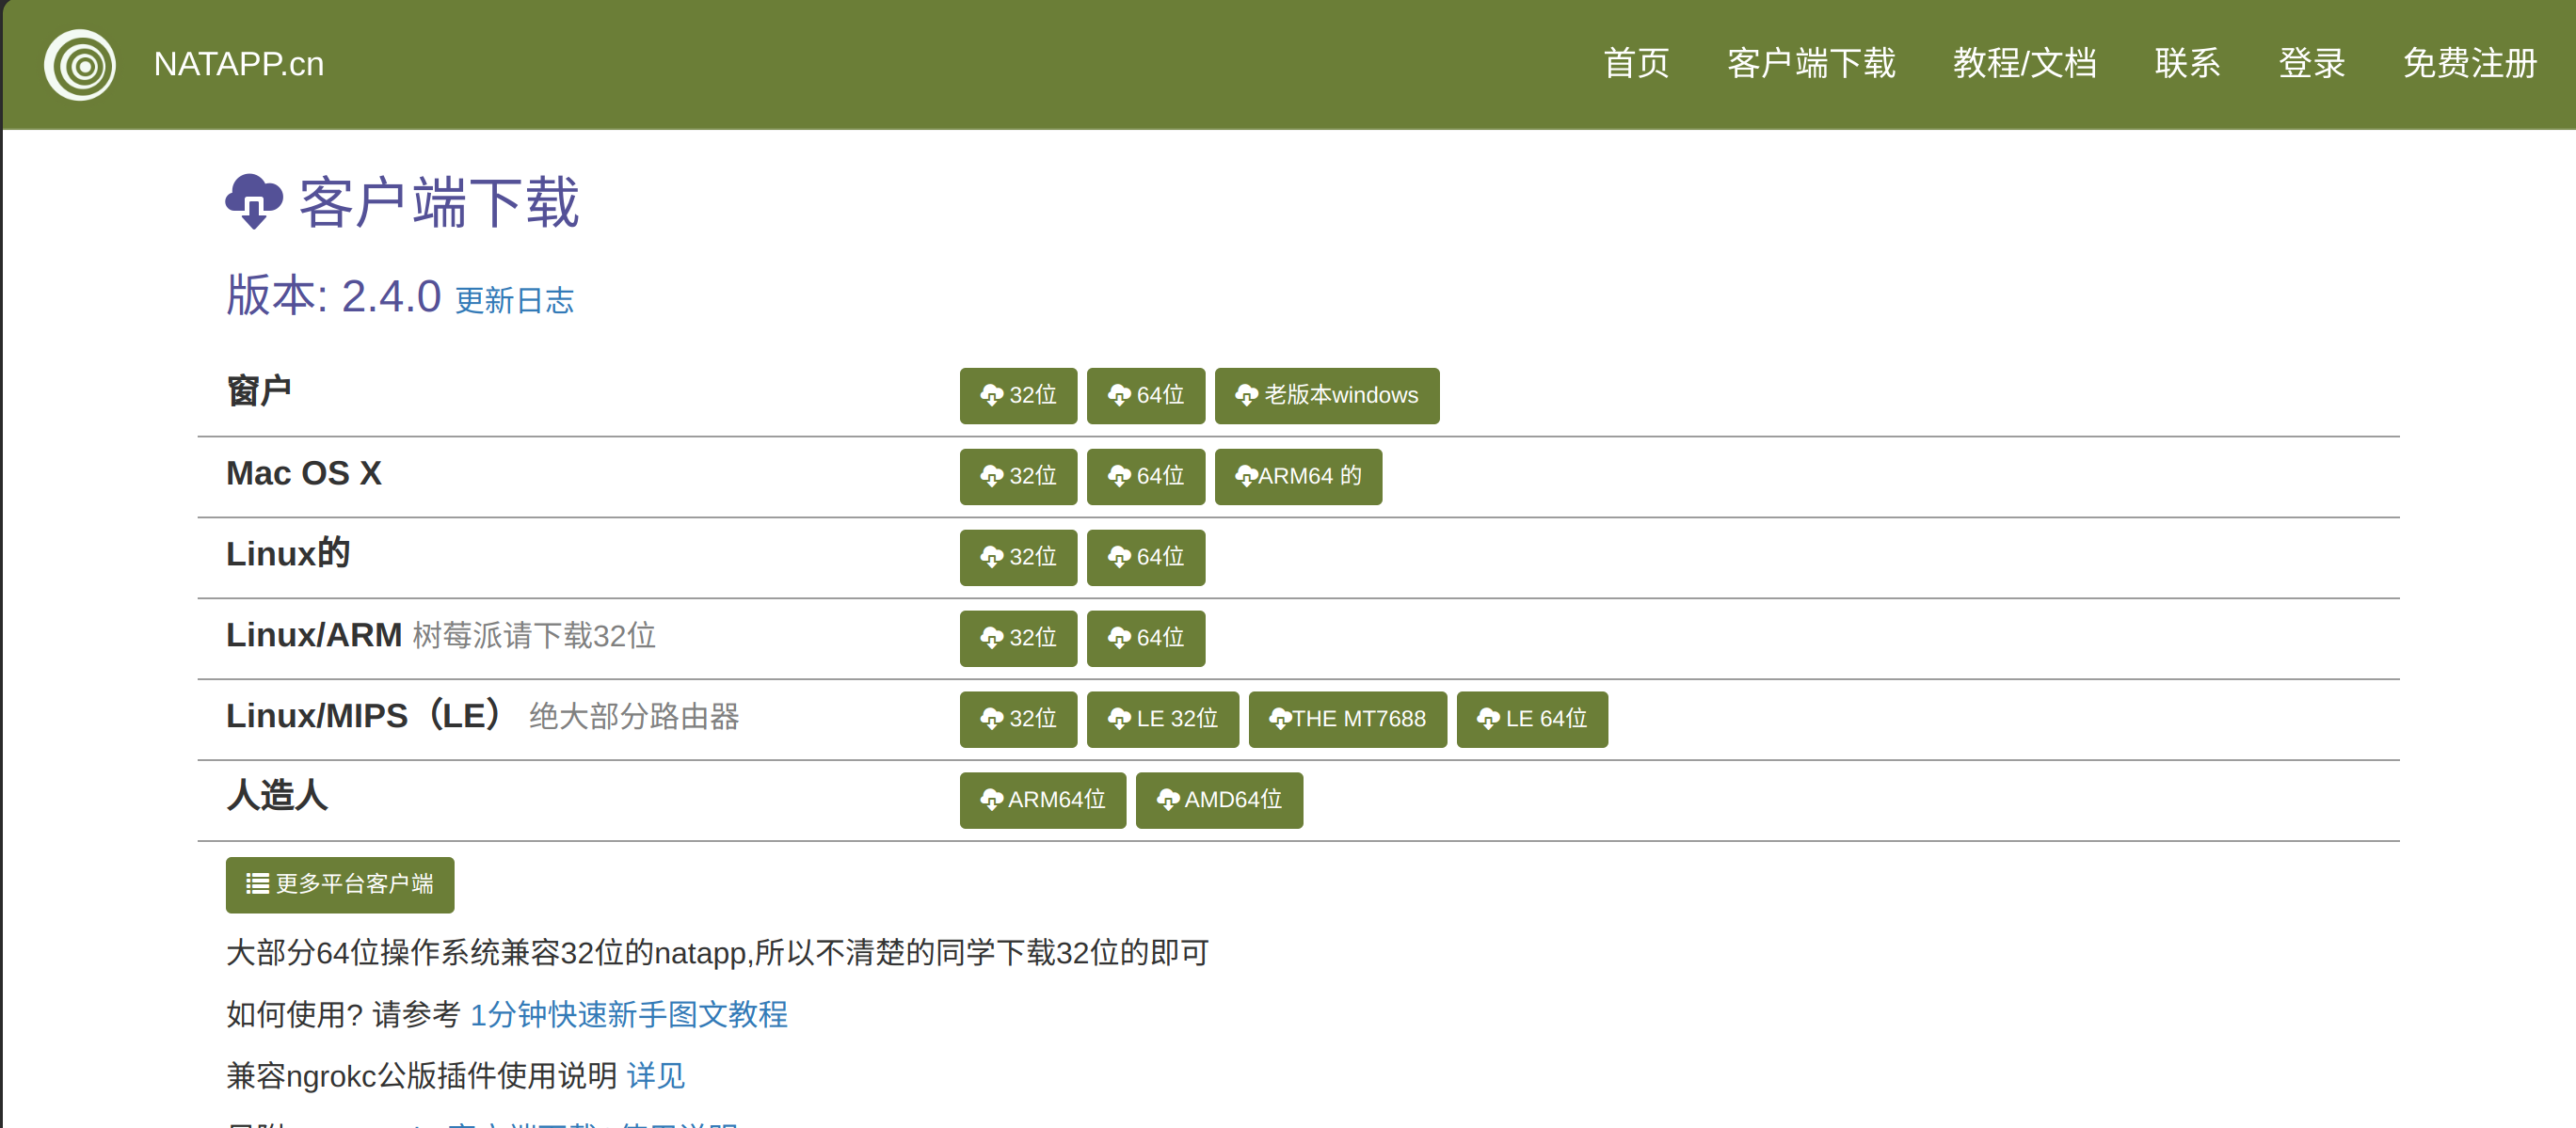 NATAPP.cn 首页 客户端下载 教程/文档 联系 登录 免费注册
客户端下载
版本: 2.4.0 更新日志
窗户 32位 64位 老版本windows
Mac OS X 32位 64位 ARM64 的
Linux的 32位 64位
Linux/ARM 树莓派请下载32位 32位 64位
Linux/MIPS（LE） 绝大部分路由器 32位 LE 32位 THE MT7688 LE 64位
人造人 ARM64位 AMD64位
更多平台客户端
大部分64位操作系统兼容32位的natapp,所以不清楚的同学下载32位的即可
如何使用? 请参考 1分钟快速新手图文教程
兼容ngrokc公版插件使用说明 详见